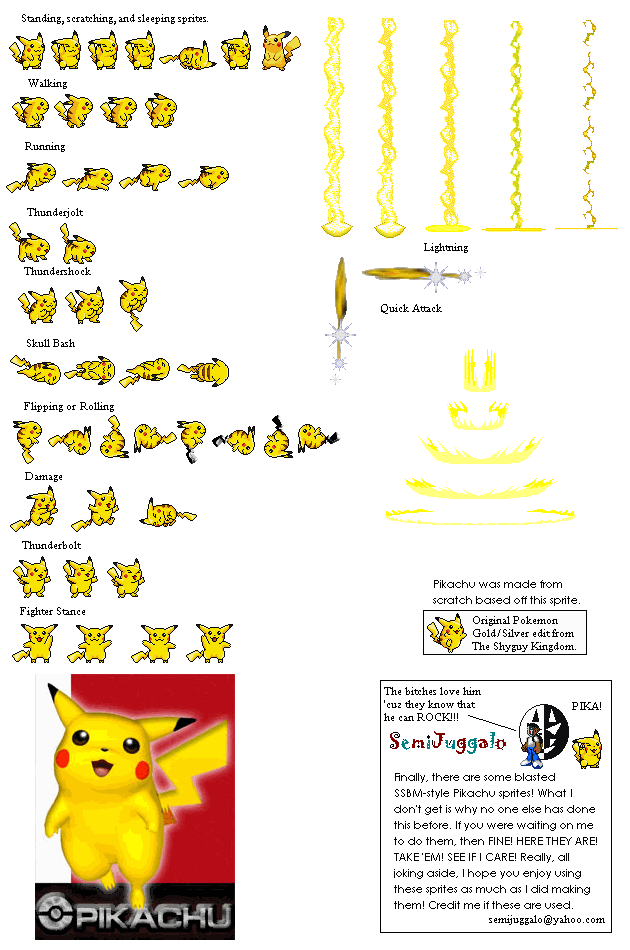 Standing, scratching, and sleeping sprites.
Walking
Running
Thunderjolt
Thundershock
Skull Bash
Flipping or Rolling
Damage
Thunderbolt
Fighter Stance
Lightning
Quick Attack
Pikachu was made from
scratch based off this sprite.
Original Pokemon
Gold/Silver edit from
The Shyguy Kingdom.
PIKACHU
The bitches love him
'cuz they know that
he can ROCK!!!
PIKA!
SemiJuggalo
Finally, there are some blasted
SSBM-style Pikachu sprites! What I
don't get is why no one else has done
this before. If you were waiting on me
to do them, then FINE! HERE THEY ARE!
TAKE 'EM! SEE IF I CARE! Really, all
joking aside, I hope you enjoy using
these sprites as much as I did making
them! Credit me if these are used.
semijuggalo@yahoo.com